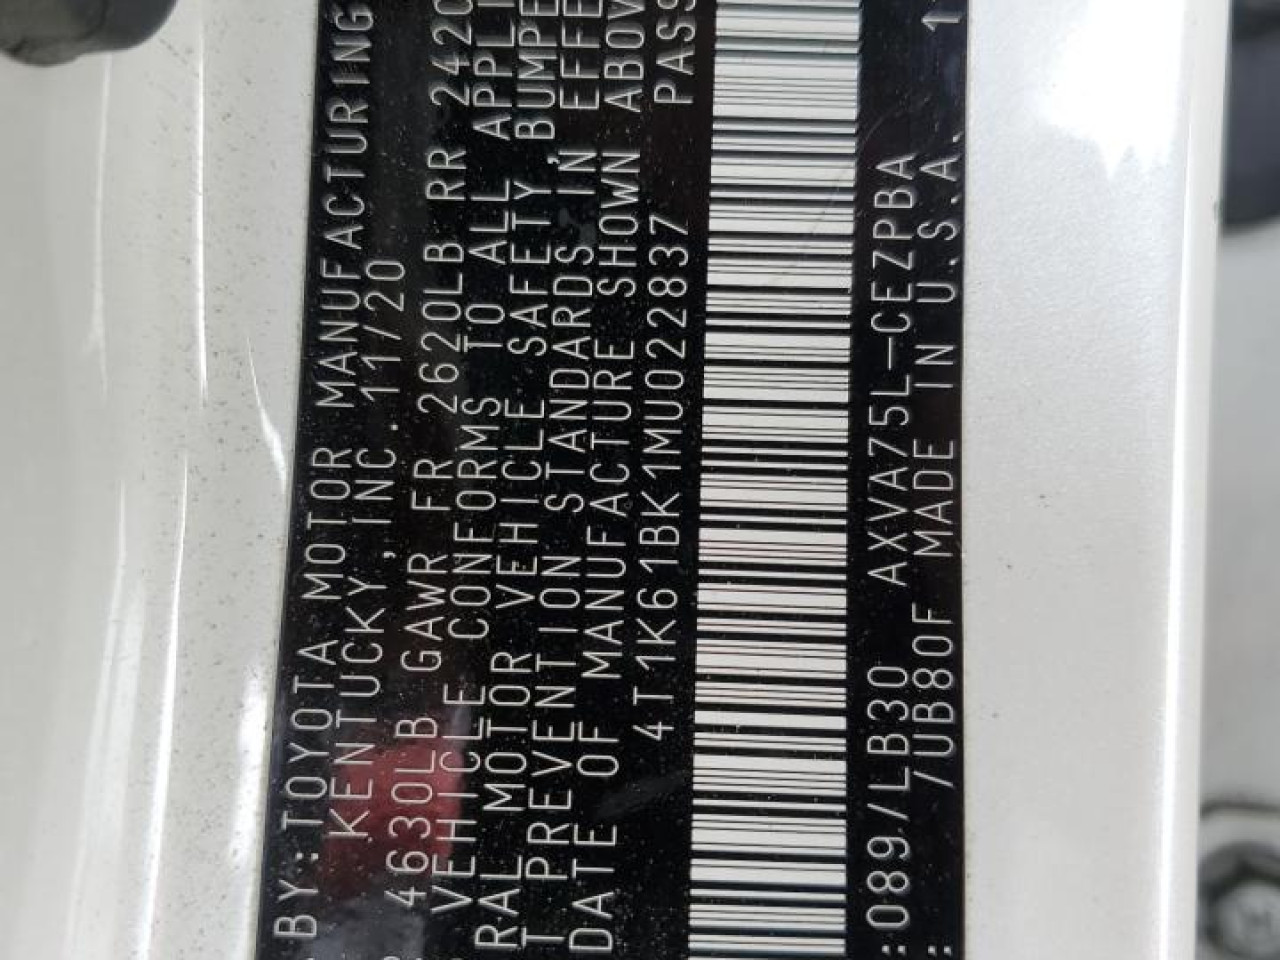 BY:TOYOTA MOTOR MANUFACTURING
KENTUCKY,INC. 11/20
4630LB GAWR FR 2620LB RR 2420
VEHICLE CONFORMS TO ALL APPLI
RAL MOTOR VEHICLE SAFETY,BUMPE
T PREVENTION STANDARDS IN EFFE
DATE OF MANUFACTURE SHOWN ABOV
4T1K61BK1MU022837 PASS
:089/LB30 AXVA75L-CEZPBA
: /UB80F MADE IN U.S.A. 1